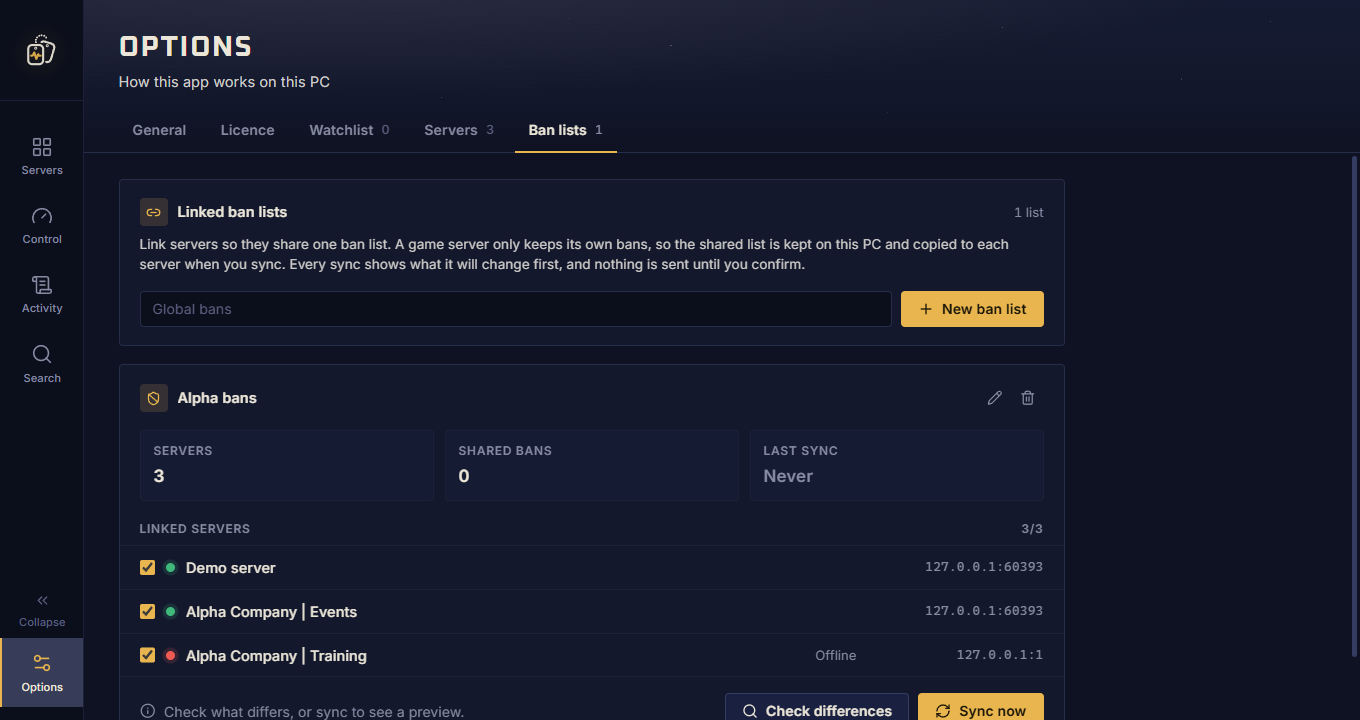 OPTIONS
How this app works on this PC
General
Licence
Watchlist 0
Servers 3
Ban lists 1
Servers
Control
Activity
Search
Collapse
Options
Linked ban lists
1 list
Link servers so they share one ban list. A game server only keeps its own bans, so the shared list is kept on this PC and copied to each
server when you sync. Every sync shows what it will change first, and nothing is sent until you confirm.
Global bans
New ban list
Alpha bans
SERVERS
3
SHARED BANS
0
LAST SYNC
Never
LINKED SERVERS
3/3
Demo server
127.0.0.1:60393
Alpha Company | Events
127.0.0.1:60393
Alpha Company | Training
Offline
127.0.0.1:1
Check what differs, or sync to see a preview.
Check differences
Sync now